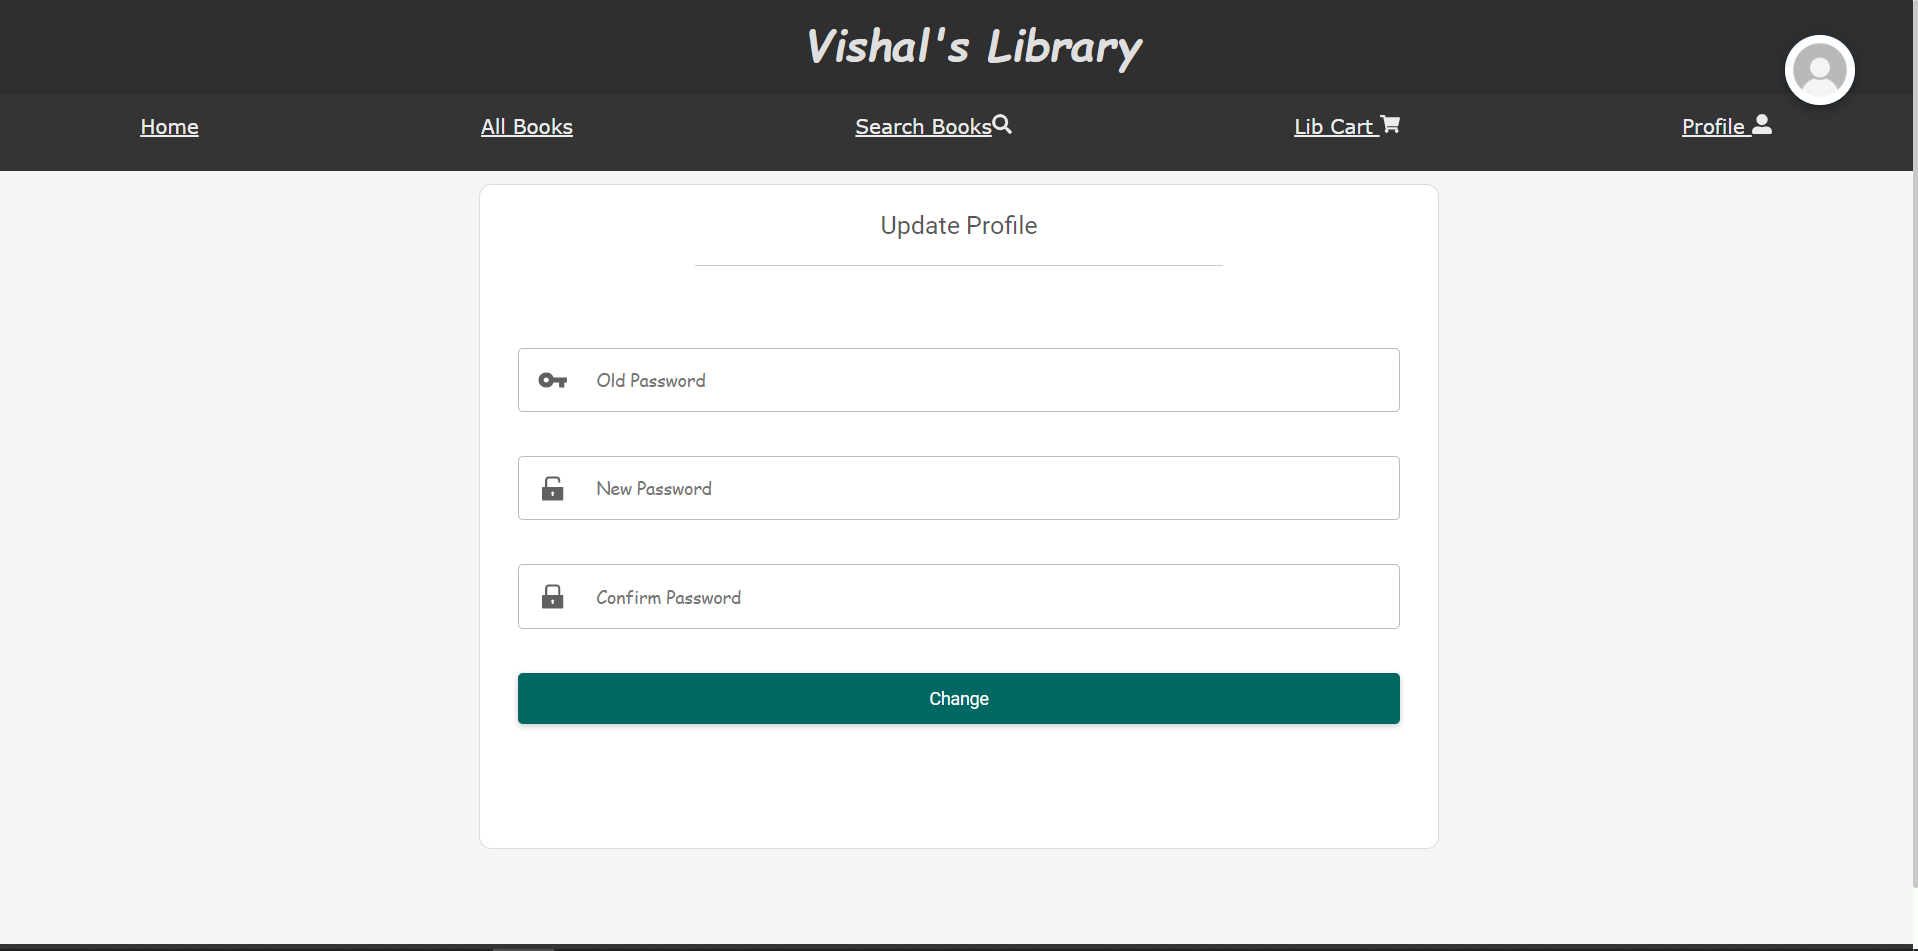 Vishal's Library
Home All Books Search Books Lib Cart Profile
Update Profile
Old Password
New Password
Confirm Password
Change